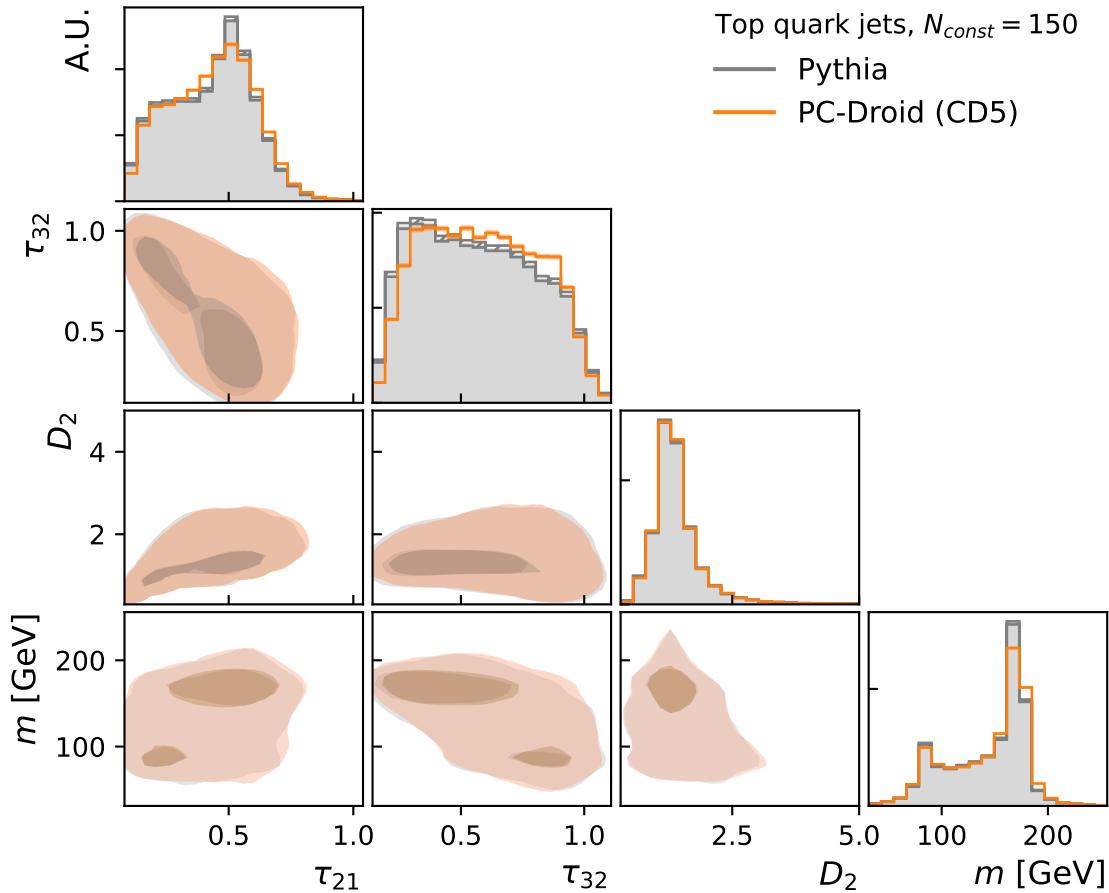 A.U.
Top quark jets, N_const = 150
Pythia
PC-Droid (CD5)
τ32
1.0
0.5
D2
4
2
m [GeV]
200
100
0.5
1.0
τ21
0.5
1.0
τ32
2.5
5.0
D2
0
100
200
m [GeV]